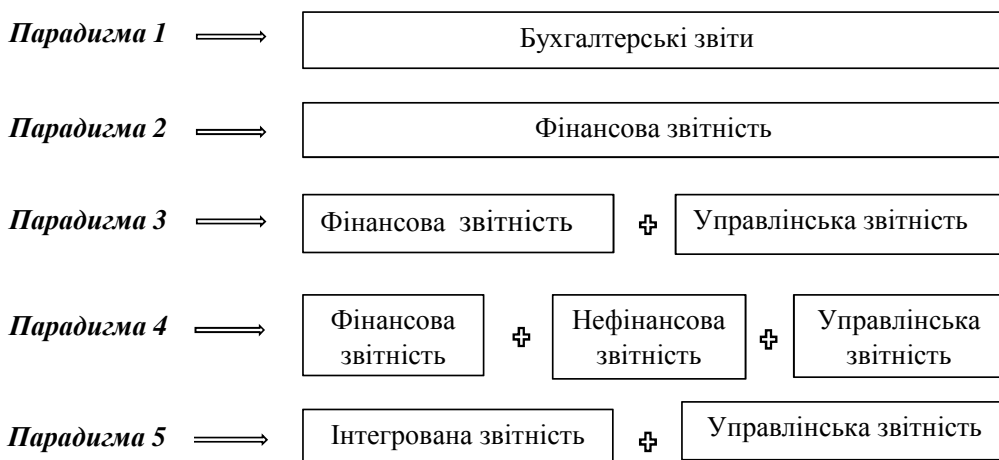 Парадигма 1 ⟹ Бухгалтерські звіти
Парадигма 2 ⟹ Фінансова звітність
Парадигма 3 ⟹ Фінансова звітність + Управлінська звітність
Парадигма 4 ⟹ Фінансова звітність + Нефінансова звітність + Управлінська звітність
Парадигма 5 ⟹ Інтегрована звітність + Управлінська звітність